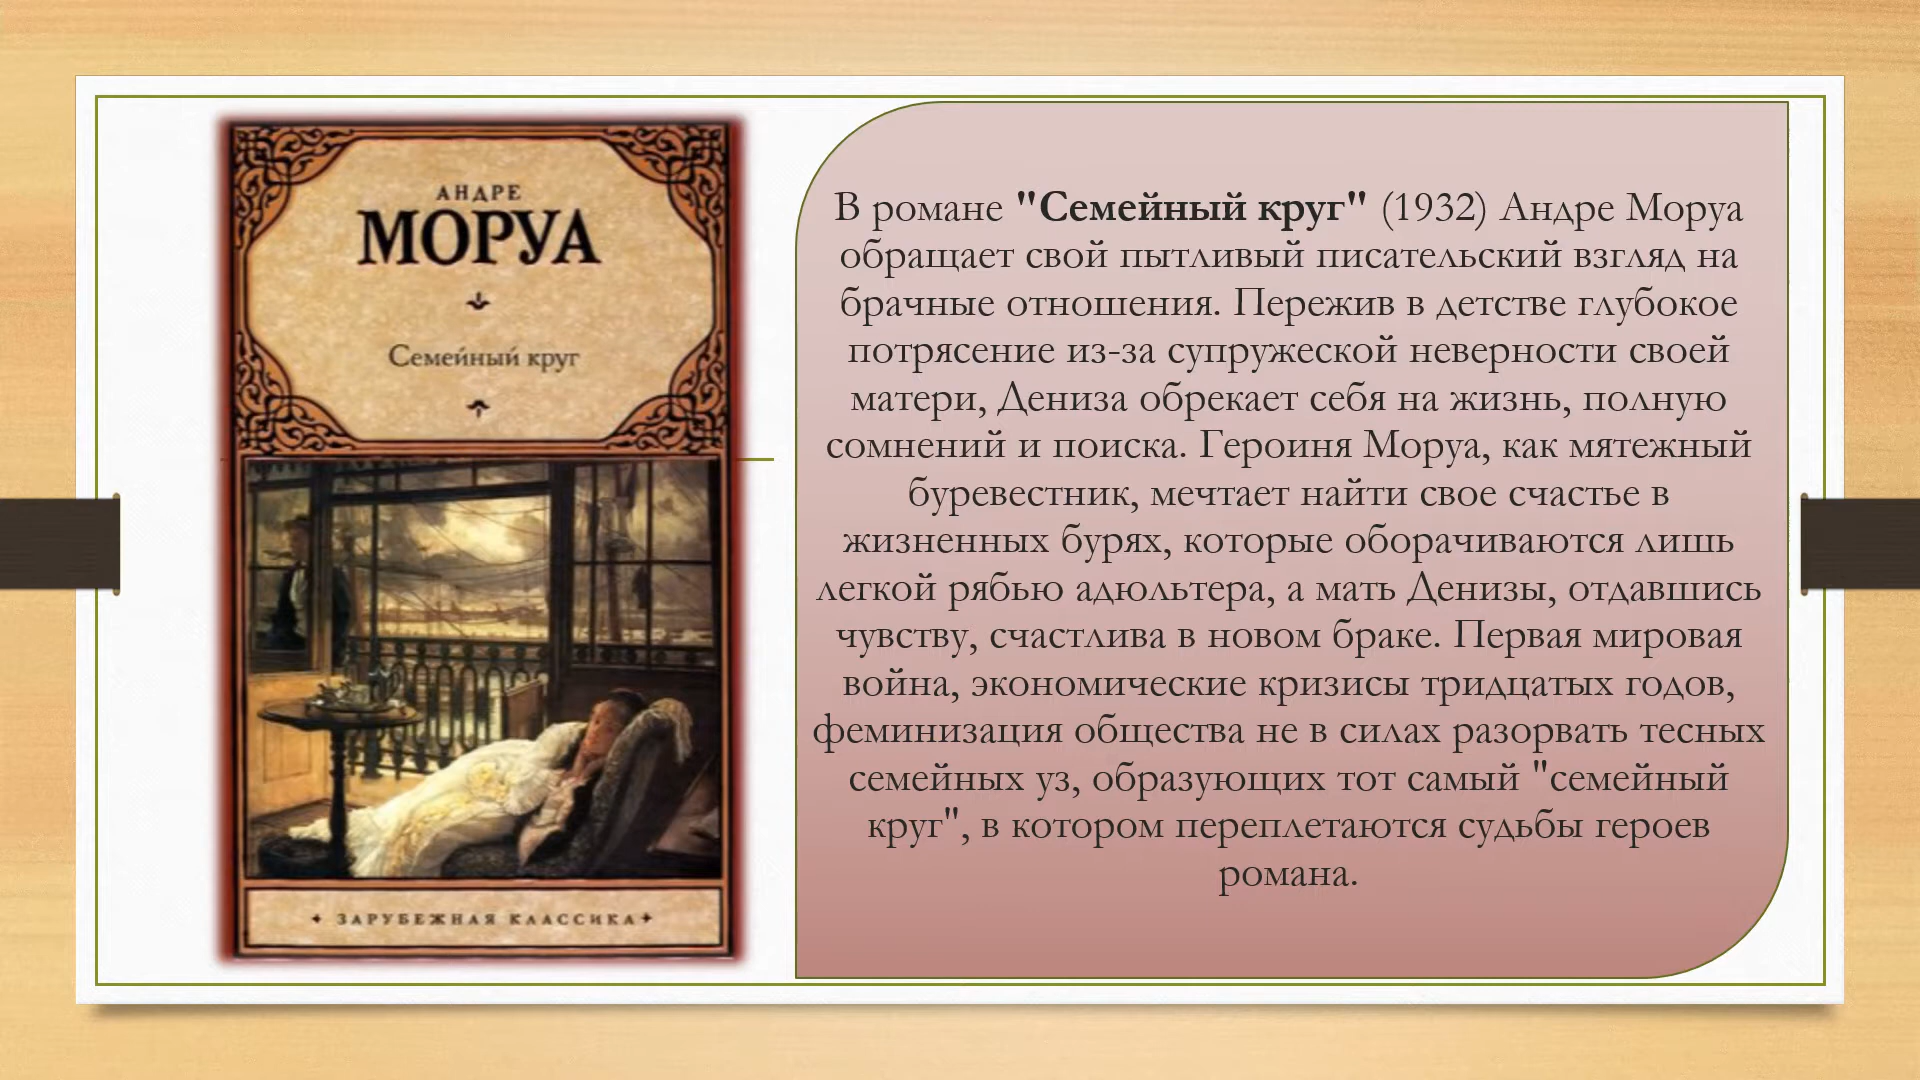 АНДРЕ
МОРУА
Семейный круг
✦ ЗАРУБЕЖНАЯ КЛАССИКА ✦
В романе "Семейный круг" (1932) Андре Моруа
обращает свой пытливый писательский взгляд на
брачные отношения. Пережив в детстве глубокое
потрясение из-за супружеской неверности своей
матери, Дениза обрекает себя на жизнь, полную
сомнений и поиска. Героиня Моруа, как мятежный
буревестник, мечтает найти свое счастье в
жизненных бурях, которые оборачиваются лишь
легкой рябью адюльтера, а мать Денизы, отдавшись
чувству, счастлива в новом браке. Первая мировая
война, экономические кризисы тридцатых годов,
феминизация общества не в силах разорвать тесных
семейных уз, образующих тот самый "семейный
круг", в котором переплетаются судьбы героев
романа.